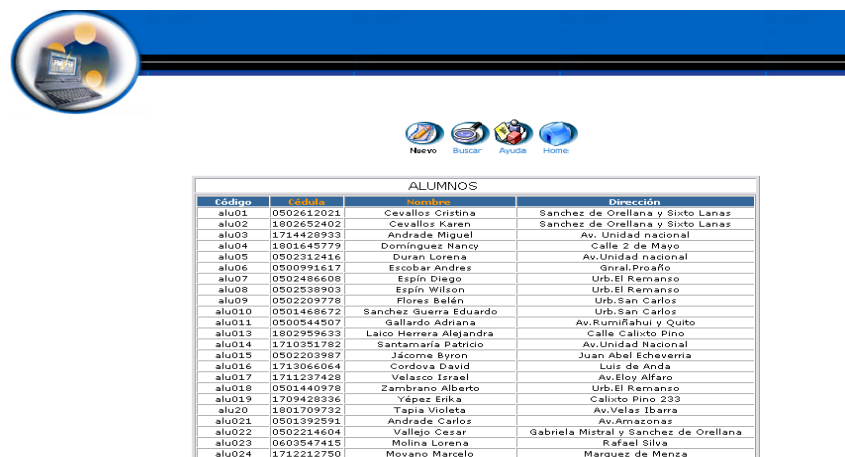 Nuevo Buscar Ayuda Home
ALUMNOS
Código Cédula Nombre Dirección
alu01 0502612021 Cevallos Cristina Sanchez de Orellana y Sixto Lanas
alu02 1802652402 Cevallos Karen Sanchez de Orellana y Sixto Lanas
alu03 1714428933 Andrade Miguel Av. Unidad nacional
alu04 1801645779 Domínguez Nancy Calle 2 de Mayo
alu05 0502312416 Duran Lorena Av.Unidad nacional
alu06 0500991617 Escobar Andres Gnral.Proaño
alu07 0502486608 Espín Diego Urb.El Remanso
alu08 0502538903 Espín Wilson Urb.El Remanso
alu09 0502209778 Flores Belén Urb.San Carlos
alu010 0501468672 Sanchez Guerra Eduardo Urb.San Carlos
alu011 0500544507 Gallardo Adriana Av.Rumiñahui y Quito
alu013 1802959633 Laico Herrera Alejandra Calle Calixto Pino
alu014 1710351782 Santamaría Patricio Av.Unidad Nacional
alu015 0502203987 Jácome Byron Juan Abel Echeverria
alu016 1713066064 Cordova David Luis de Anda
alu017 1711237428 Velasco Israel Av.Eloy Alfaro
alu018 0501440978 Zambrano Alberto Urb.El Remanso
alu019 1709428336 Yépez Erika Calixto Pino 233
alu20 1801709732 Tapia Violeta Av.Velas Ibarra
alu021 0501392591 Andrade Carlos Av.Amazonas
alu022 0502214604 Vallejo Cesar Gabriela Mistral y Sanchez de Orellana
alu023 0603547415 Molina Lorena Rafael Silva
alu024 1712212750 Moyano Marcelo Marquez de Menza